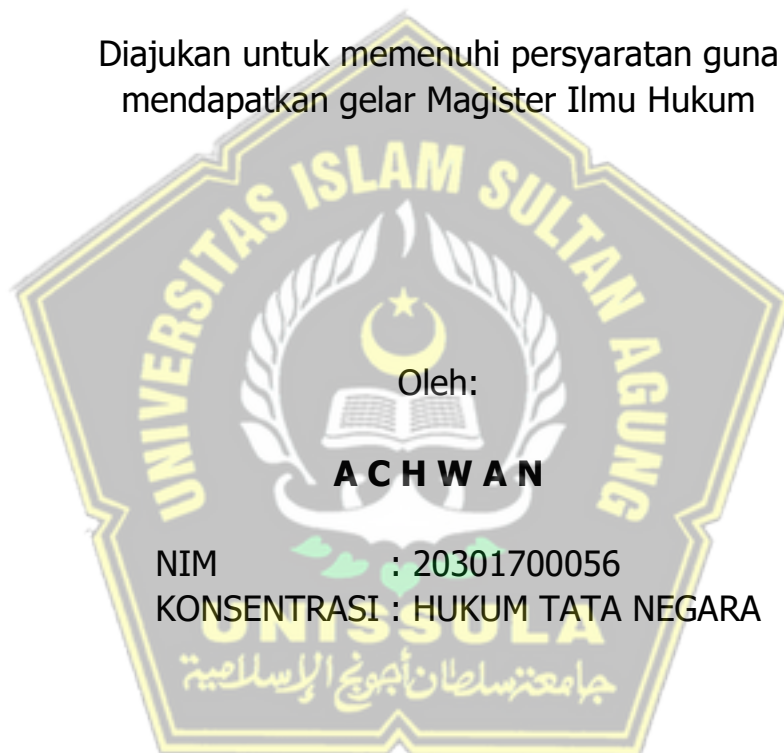 Diajukan untuk memenuhi persyaratan guna
mendapatkan gelar Magister Ilmu Hukum
UNIVERSITAS ISLAM SULTAN AGUNG
Oleh:
A C H W A N
NIM : 20301700056
KONSENTRASI : HUKUM TATA NEGARA
UNISSULA
جامعة سلطان أجونج الإسلامية